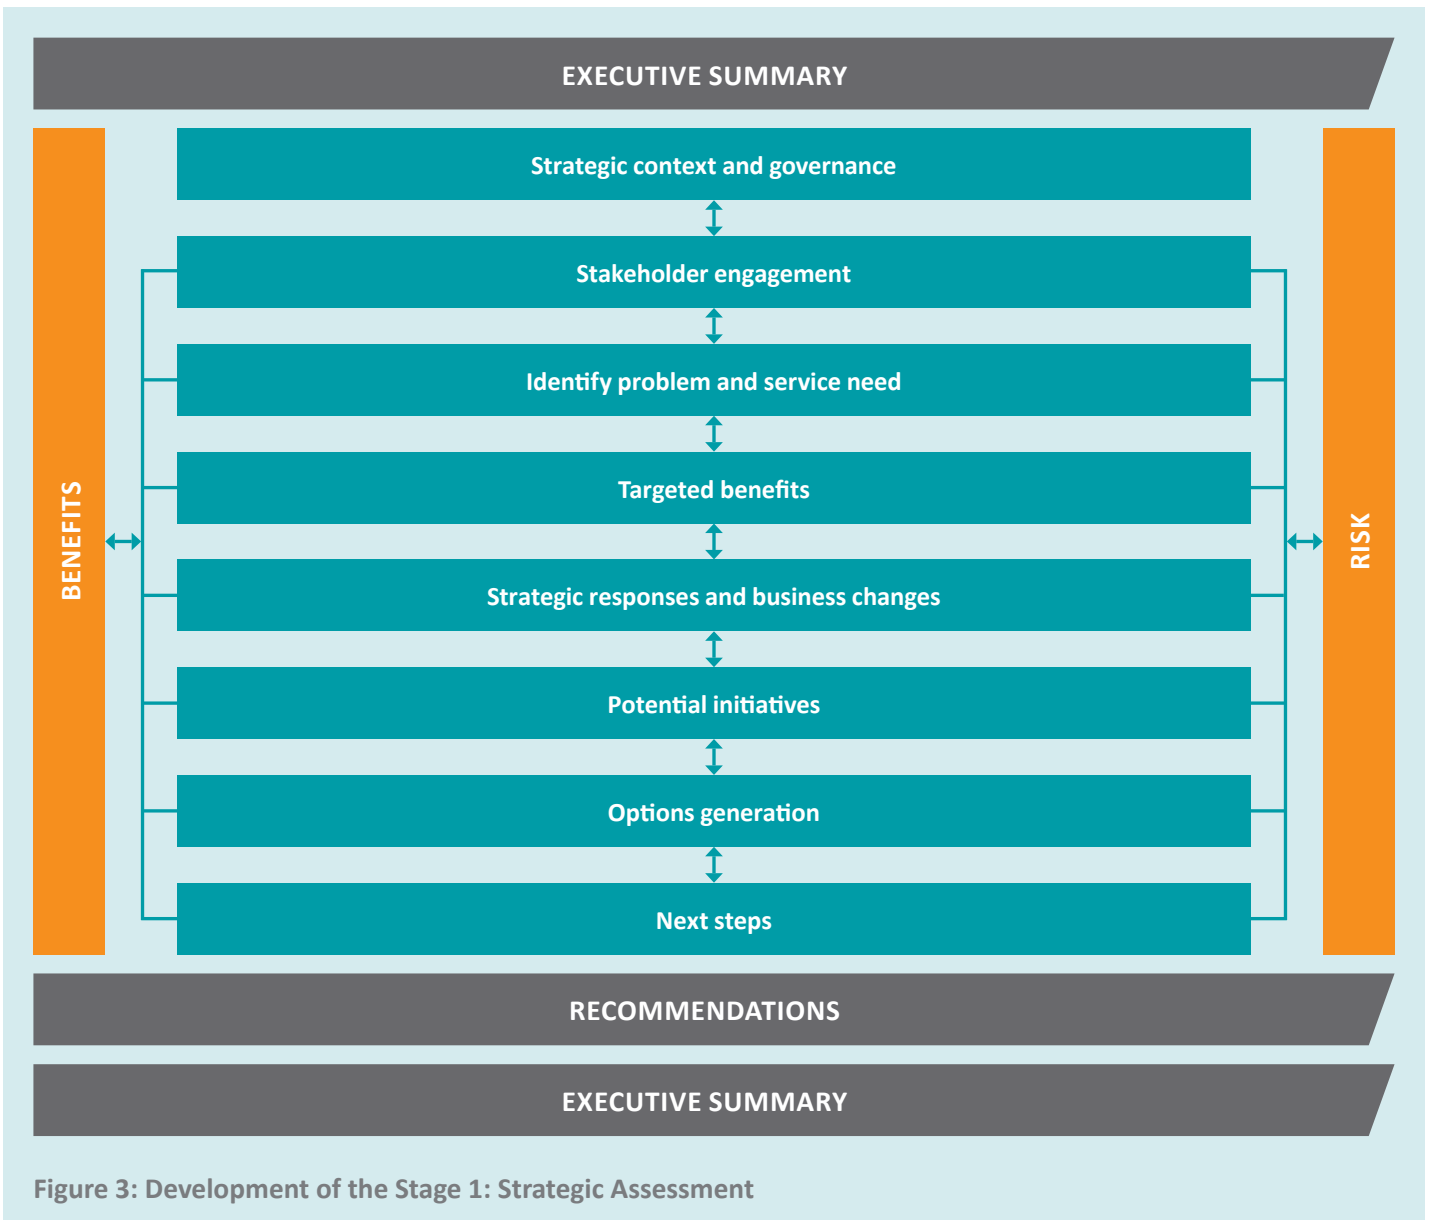 EXECUTIVE SUMMARY
Strategic context and governance
Stakeholder engagement
Identify problem and service need
Targeted benefits
Strategic responses and business changes
Potential initiatives
Options generation
Next steps
BENEFITS
RISK
RECOMMENDATIONS
EXECUTIVE SUMMARY
Figure 3: Development of the Stage 1: Strategic Assessment